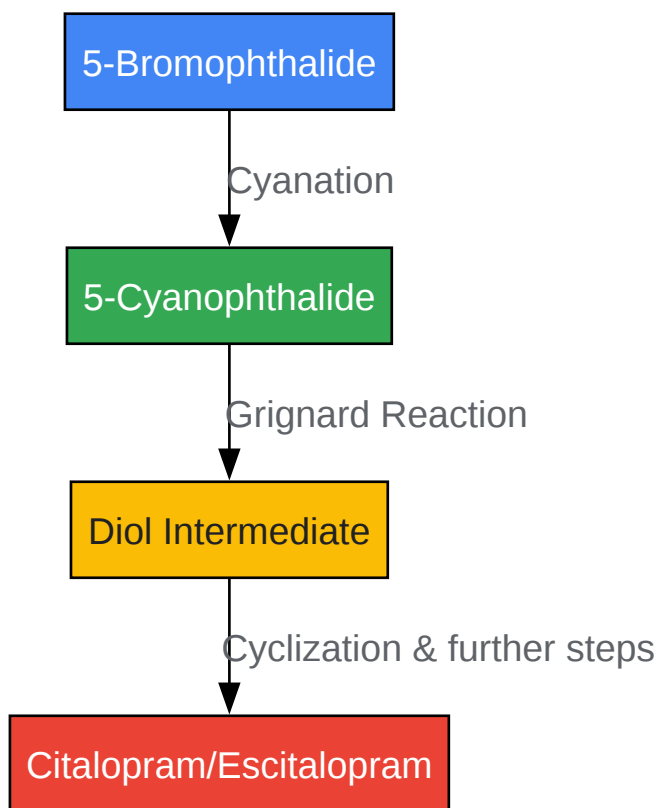 5-Bromophthalide
Cyanation
5-Cyanophthalide
Grignard Reaction
Diol Intermediate
Cyclization & further steps
Citalopram/Escitalopram